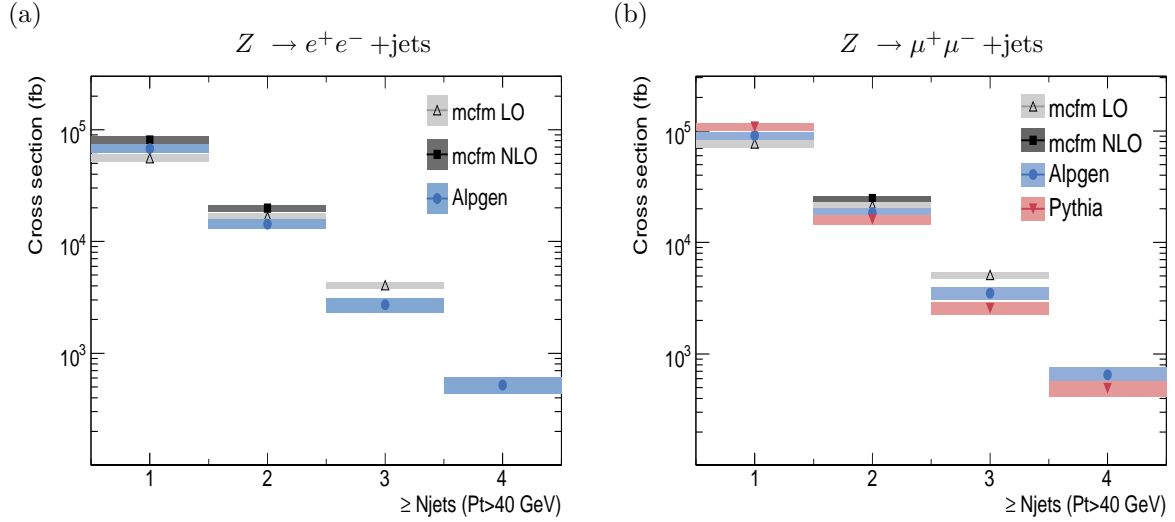 (a)
Z → e⁺e⁻ +jets
Cross section (fb)
10⁵
10⁴
10³
mcfm LO
mcfm NLO
Alpgen
1 2 3 4
≥ Njets (Pt>40 GeV)
(b)
Z → μ⁺μ⁻ +jets
Cross section (fb)
10⁵
10⁴
10³
mcfm LO
mcfm NLO
Alpgen
Pythia
1 2 3 4
≥ Njets (Pt>40 GeV)